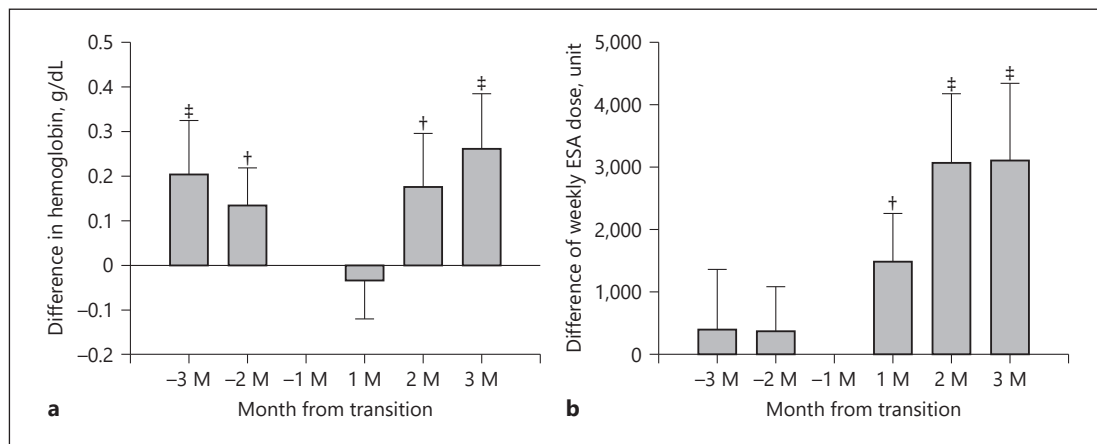 0.5
0.4
0.3
0.2
0.1
0
–0.1
–0.2
Difference in hemoglobin, g/dL
‡
†
†
‡
–3 M –2 M –1 M 1 M 2 M 3 M
Month from transition
a
5,000
4,000
3,000
2,000
1,000
0
Difference of weekly ESA dose, unit
†
‡
‡
–3 M –2 M –1 M 1 M 2 M 3 M
Month from transition
b